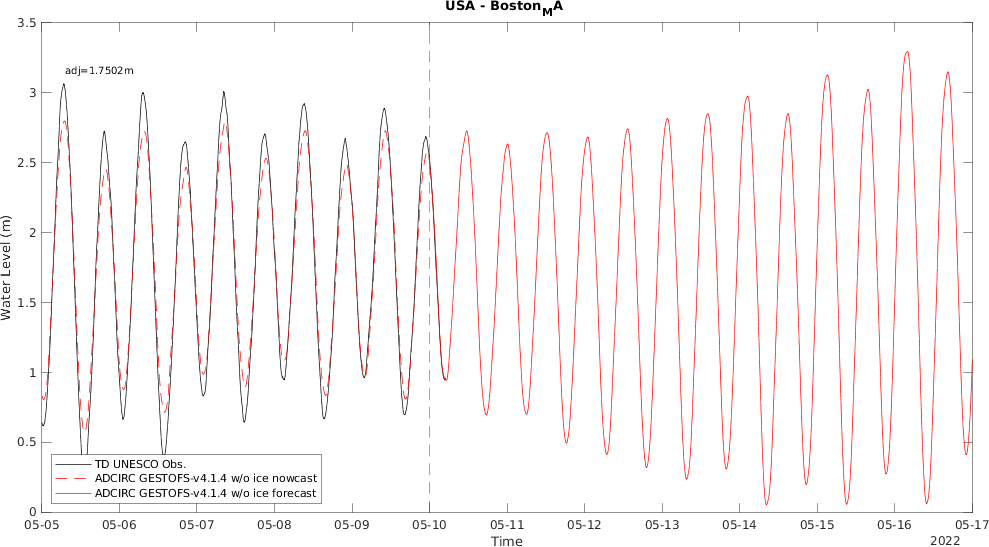 USA - Boston_MA
adj=1.7502m
3.5
3
2.5
2
1.5
1
0.5
0
Water Level (m)
TD UNESCO Obs.
ADCIRC GESTOFS-v4.1.4 w/o ice nowcast
ADCIRC GESTOFS-v4.1.4 w/o ice forecast
05-05 05-06 05-07 05-08 05-09 05-10 05-11 05-12 05-13 05-14 05-15 05-16 05-17
Time
2022